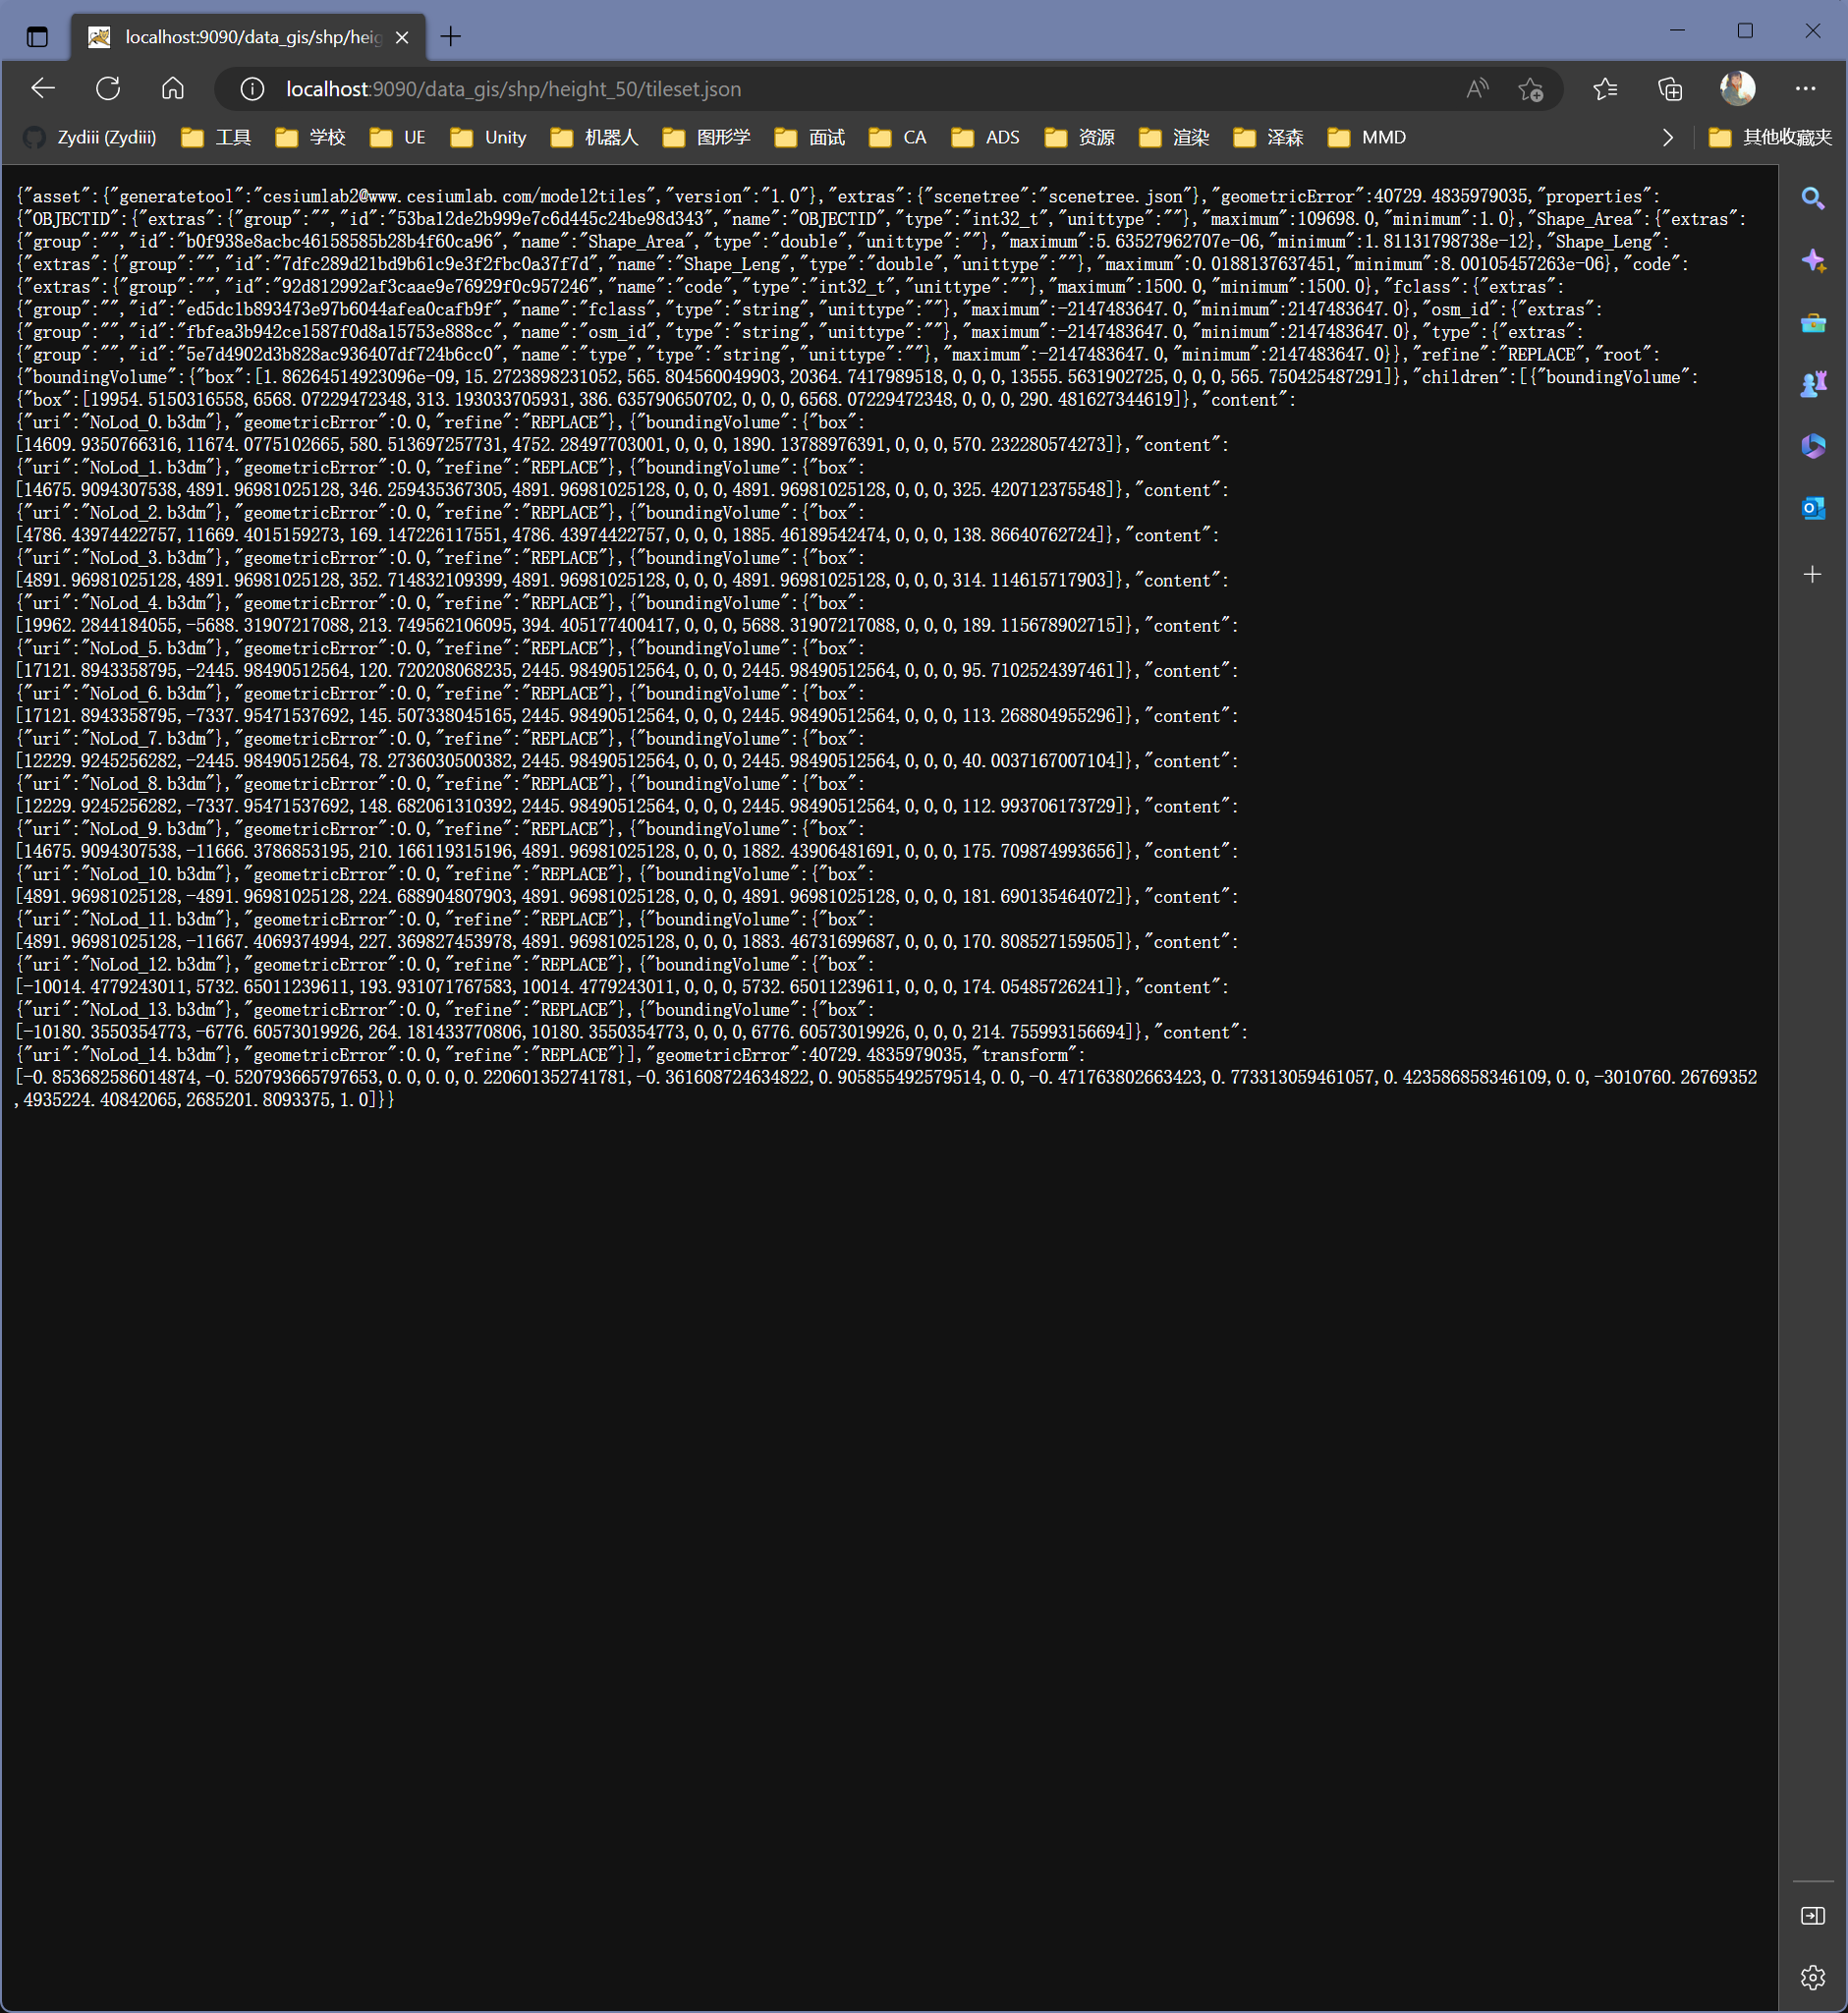 localhost:9090/data_gis/shp/heig
localhost:9090/data_gis/shp/height_50/tileset.json
Zydiii (Zydiii) 工具 学校 UE Unity 机器人 图形学 面试 CA ADS 资源 渲染 泽森 MMD 其他收藏夹
{"asset":{"generatetool":"cesiumlab2@www.cesiumlab.com/model2tiles","version":"1.0"},"extras":{"scenetree":"scenetree.json"},"geometricError":40729.4835979035,"properties":
{"OBJECTID":{"extras":{"group":"","id":"53ba12de2b999e7c6d445c24be98d343","name":"OBJECTID","type":"int32_t","unittype":""},"maximum":109698.0,"minimum":1.0},"Shape_Area":{"extras":
{"group":"","id":"b0f938e8acbc46158585b28b4f60ca96","name":"Shape_Area","type":"double","unittype":""},"maximum":5.63527962707e-06,"minimum":1.81131798738e-12},"Shape_Leng":
{"extras":{"group":"","id":"7dfc289d21bd9b61c9e3f2fbc0a37f7d","name":"Shape_Leng","type":"double","unittype":""},"maximum":0.0188137637451,"minimum":8.00105457263e-06},"code":
{"extras":{"group":"","id":"92d812992af3caae9e76929f0c957246","name":"code","type":"int32_t","unittype":""},"maximum":1500.0,"minimum":1500.0},"fclass":{"extras":
{"group":"","id":"ed5dc1b893473e97b6044afea0cafb9f","name":"fclass","type":"string","unittype":""},"maximum":-2147483647.0,"minimum":2147483647.0},"osm_id":{"extras":
{"group":"","id":"fbfea3b942ce1587f0d8a15753e888cc","name":"osm_id","type":"string","unittype":""},"maximum":-2147483647.0,"minimum":2147483647.0},"type":{"extras":
{"group":"","id":"5e7d4902d3b828ac936407df724b6cc0","name":"type","type":"string","unittype":""},"maximum":-2147483647.0,"minimum":2147483647.0}},"refine":"REPLACE","root":
{"boundingVolume":{"box":[1.86264514923096e-09,15.2723898231052,565.804560049903,20364.7417989518,0,0,0,13555.5631902725,0,0,0,565.750425487291]},"children":[{"boundingVolume":
{"box":[19954.5150316558,6568.07229472348,313.193033705931,386.635790650702,0,0,0,6568.07229472348,0,0,0,290.481627344619]},"content":
{"uri":"NoLod_0.b3dm"},"geometricError":0.0,"refine":"REPLACE"},{"boundingVolume":{"box":
[14609.9350766316,11674.0775102665,580.513697257731,4752.28497703001,0,0,0,1890.13788976391,0,0,0,570.232280574273]},"content":
{"uri":"NoLod_1.b3dm"},"geometricError":0.0,"refine":"REPLACE"},{"boundingVolume":{"box":
[14675.9094307538,4891.96981025128,346.259435367305,4891.96981025128,0,0,0,4891.96981025128,0,0,0,325.420712375548]},"content":
{"uri":"NoLod_2.b3dm"},"geometricError":0.0,"refine":"REPLACE"},{"boundingVolume":{"box":
[4786.43974422757,11669.4015159273,169.147226117551,4786.43974422757,0,0,0,1885.46189542474,0,0,0,138.86640762724]},"content":
{"uri":"NoLod_3.b3dm"},"geometricError":0.0,"refine":"REPLACE"},{"boundingVolume":{"box":
[4891.96981025128,4891.96981025128,352.714832109399,4891.96981025128,0,0,0,4891.96981025128,0,0,0,314.114615717903]},"content":
{"uri":"NoLod_4.b3dm"},"geometricError":0.0,"refine":"REPLACE"},{"boundingVolume":{"box":
[19962.2844184055,-5688.31907217088,213.749562106095,394.405177400417,0,0,0,5688.31907217088,0,0,0,189.115678902715]},"content":
{"uri":"NoLod_5.b3dm"},"geometricError":0.0,"refine":"REPLACE"},{"boundingVolume":{"box":
[17121.8943358795,-2445.98490512564,120.720208068235,2445.98490512564,0,0,0,2445.98490512564,0,0,0,95.7102524397461]},"content":
{"uri":"NoLod_6.b3dm"},"geometricError":0.0,"refine":"REPLACE"},{"boundingVolume":{"box":
[17121.8943358795,-7337.95471537692,145.507338045165,2445.98490512564,0,0,0,2445.98490512564,0,0,0,113.268804955296]},"content":
{"uri":"NoLod_7.b3dm"},"geometricError":0.0,"refine":"REPLACE"},{"boundingVolume":{"box":
[12229.9245256282,-2445.98490512564,78.2736030500382,2445.98490512564,0,0,0,2445.98490512564,0,0,0,40.0037167007104]},"content":
{"uri":"NoLod_8.b3dm"},"geometricError":0.0,"refine":"REPLACE"},{"boundingVolume":{"box":
[12229.9245256282,-7337.95471537692,148.682061310392,2445.98490512564,0,0,0,2445.98490512564,0,0,0,112.993706173729]},"content":
{"uri":"NoLod_9.b3dm"},"geometricError":0.0,"refine":"REPLACE"},{"boundingVolume":{"box":
[14675.9094307538,-11666.3786853195,210.166119315196,4891.96981025128,0,0,0,1882.43906481691,0,0,0,175.709874993656]},"content":
{"uri":"NoLod_10.b3dm"},"geometricError":0.0,"refine":"REPLACE"},{"boundingVolume":{"box":
[4891.96981025128,-4891.96981025128,224.688904807903,4891.96981025128,0,0,0,4891.96981025128,0,0,0,181.690135464072]},"content":
{"uri":"NoLod_11.b3dm"},"geometricError":0.0,"refine":"REPLACE"},{"boundingVolume":{"box":
[4891.96981025128,-11667.4069374994,227.369827453978,4891.96981025128,0,0,0,1883.46731699687,0,0,0,170.808527159505]},"content":
{"uri":"NoLod_12.b3dm"},"geometricError":0.0,"refine":"REPLACE"},{"boundingVolume":{"box":
[-10014.4779243011,5732.65011239611,193.931071767583,10014.4779243011,0,0,0,5732.65011239611,0,0,0,174.05485726241]},"content":
{"uri":"NoLod_13.b3dm"},"geometricError":0.0,"refine":"REPLACE"},{"boundingVolume":{"box":
[-10180.3550354773,-6776.60573019926,264.181433770806,10180.3550354773,0,0,0,6776.60573019926,0,0,0,214.755993156694]},"content":
{"uri":"NoLod_14.b3dm"},"geometricError":0.0,"refine":"REPLACE"}],"geometricError":40729.4835979035,"transform":
[-0.853682586014874,-0.520793665797653,0.0,0.0,0.220601352741781,-0.361608724634822,0.905855492579514,0.0,-0.471763802663423,0.773313059461057,0.423586858346109,0.0,-3010760.26769352
,4935224.40842065,2685201.8093375,1.0]}}